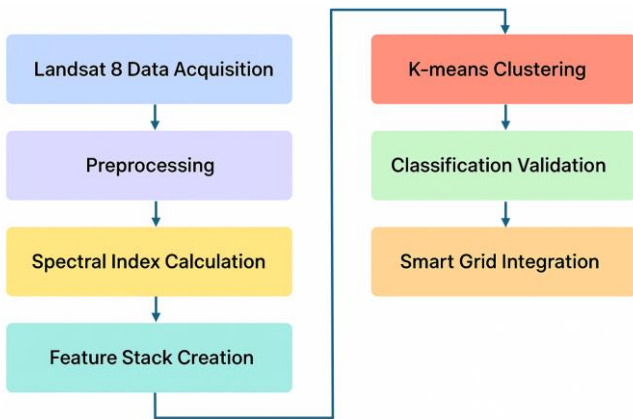 Landsat 8 Data Acquisition
Preprocessing
Spectral Index Calculation
Feature Stack Creation
K-means Clustering
Classification Validation
Smart Grid Integration